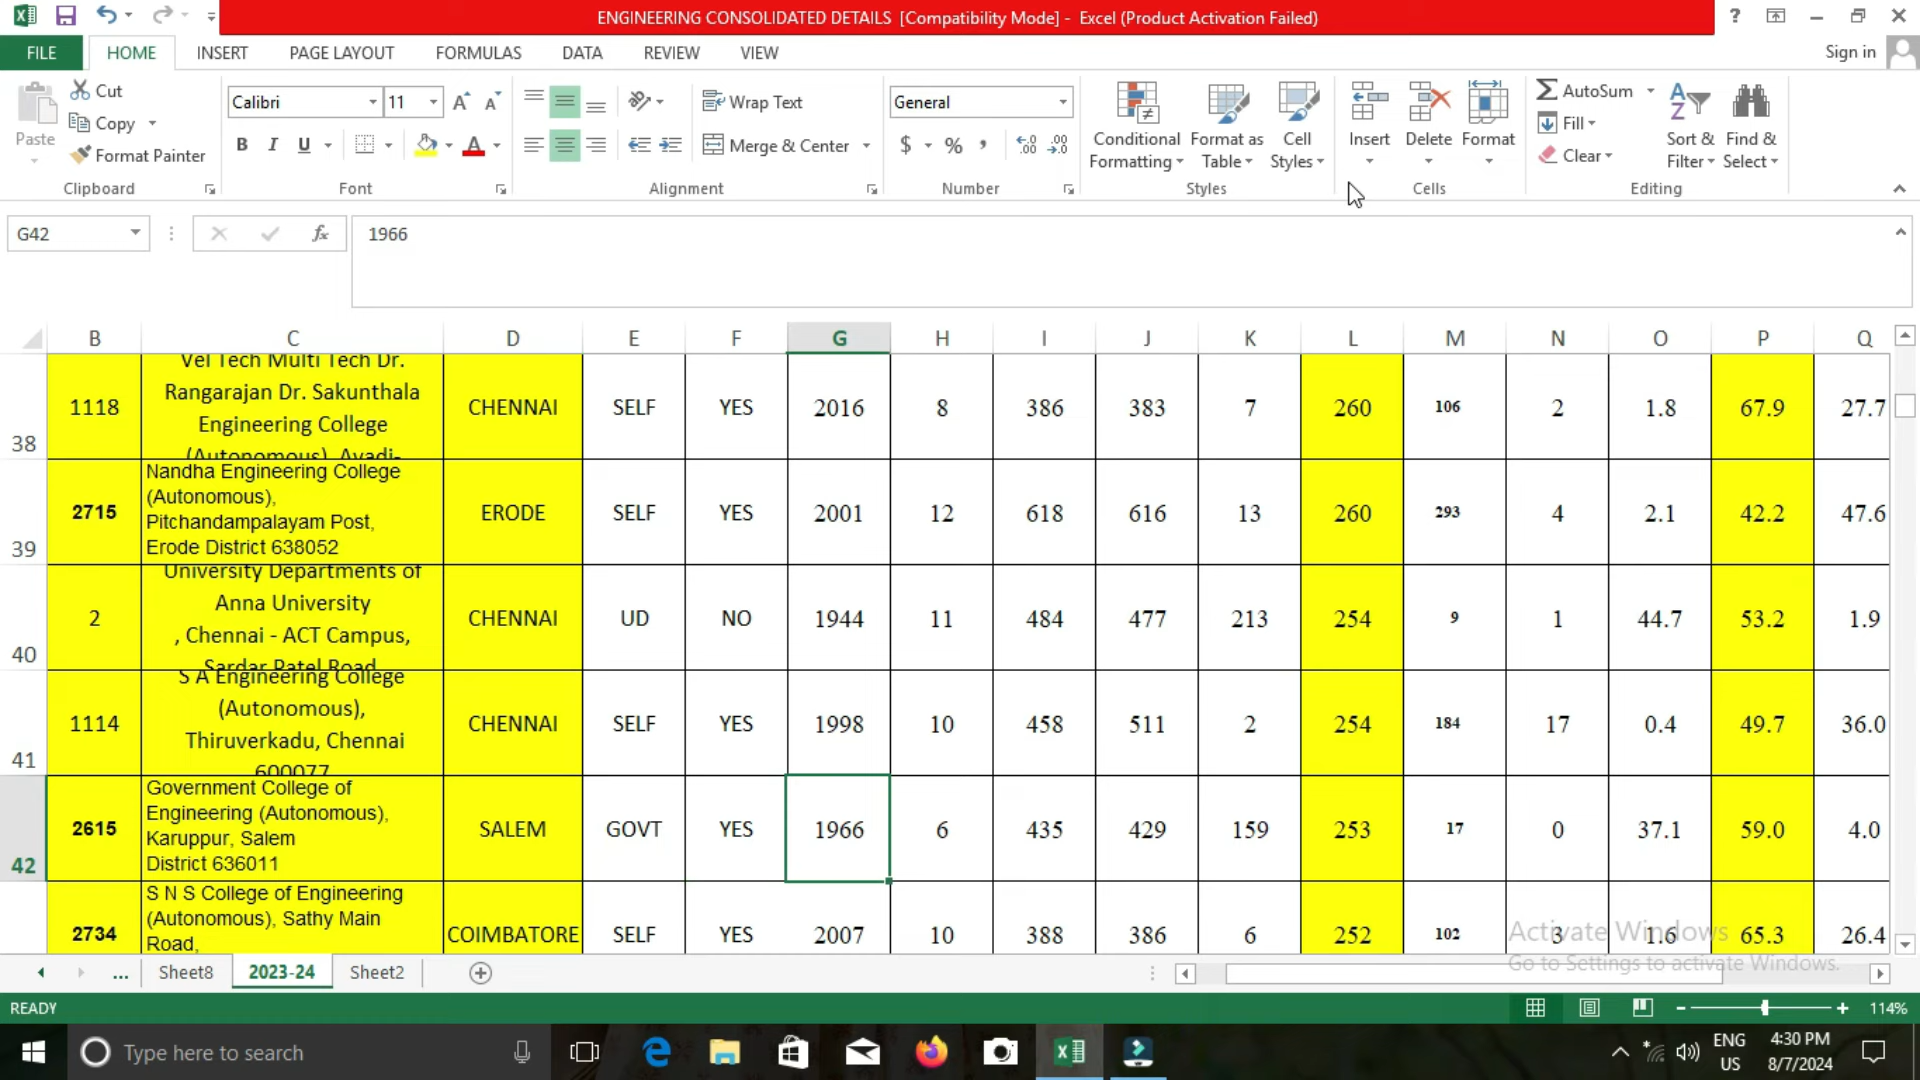 ENGINEERING CONSOLIDATED DETAILS [Compatibility Mode] - Excel (Product Activation Failed)
FILE HOME INSERT PAGE LAYOUT FORMULAS DATA REVIEW VIEW Sign in
Cut
Copy
Format Painter
Paste
Clipboard
Calibri 11
B I U
Font
Wrap Text
Merge & Center
Alignment
General
$ % ,
Number
Conditional Formatting
Format as Table
Cell Styles
Styles
Insert Delete Format
Cells
AutoSum
Fill
Clear
Sort & Filter
Find & Select
Editing
G42 fx 1966
B C D E F G H I J K L M N O P Q
38 1118 Vel Tech Multi Tech Dr.
Rangarajan Dr. Sakunthala
Engineering College
(Autonomous), Avadi-
CHENNAI SELF YES 2016 8 386 383 7 260 106 2 1.8 67.9 27.7
39 2715 Nandha Engineering College
(Autonomous),
Pitchandampalayam Post,
Erode District 638052
ERODE SELF YES 2001 12 618 616 13 260 293 4 2.1 42.2 47.6
40 2 University Departments of
Anna University
, Chennai - ACT Campus,
Sardar Patel Road
CHENNAI UD NO 1944 11 484 477 213 254 9 1 44.7 53.2 1.9
41 1114 S A Engineering College
(Autonomous),
Thiruverkadu, Chennai
600077
CHENNAI SELF YES 1998 10 458 511 2 254 184 17 0.4 49.7 36.0
42 2615 Government College of
Engineering (Autonomous),
Karuppur, Salem
District 636011
SALEM GOVT YES 1966 6 435 429 159 253 17 0 37.1 59.0 4.0
2734 S N S College of Engineering
(Autonomous), Sathy Main
Road,
COIMBATORE SELF YES 2007 10 388 386 6 252 102 3 1.6 65.3 26.4
Activate Windows
Go to Settings to activate Windows.
... Sheet8 2023-24 Sheet2
READY 114%
Type here to search
ENG
US
4:30 PM
8/7/2024